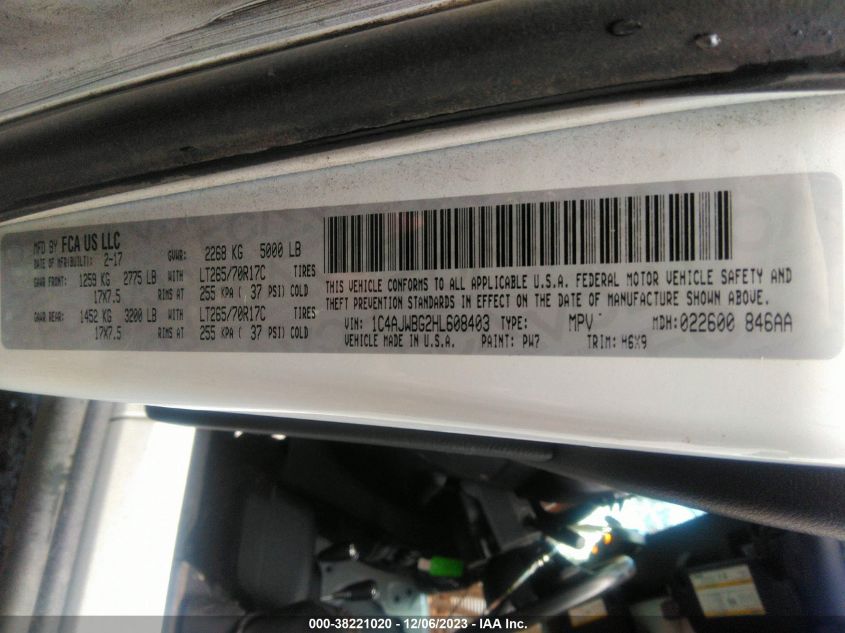 MFD BY FCA US LLC
DATE OF MFR(BUILT): 2-17 GVWR: 2268 KG 5000 LB
GAWR FRONT: 1259 KG 2775 LB WITH LT265/70R17C TIRES
17X7.5 RIMS AT 255 KPA ( 37 PSI) COLD
GAWR REAR: 1452 KG 3200 LB WITH LT265/70R17C TIRES
17X7.5 RIMS AT 255 KPA ( 37 PSI) COLD
THIS VEHICLE CONFORMS TO ALL APPLICABLE U.S.A. FEDERAL MOTOR VEHICLE SAFETY AND
THEFT PREVENTION STANDARDS IN EFFECT ON THE DATE OF MANUFACTURE SHOWN ABOVE.
VIN: 1C4AJWBG2HL608403 TYPE: MPV MDH:022600 846AA
VEHICLE MADE IN U.S.A. PAINT: PW7 TRIM: H6X9
000-38221020 - 12/06/2023 - IAA Inc.